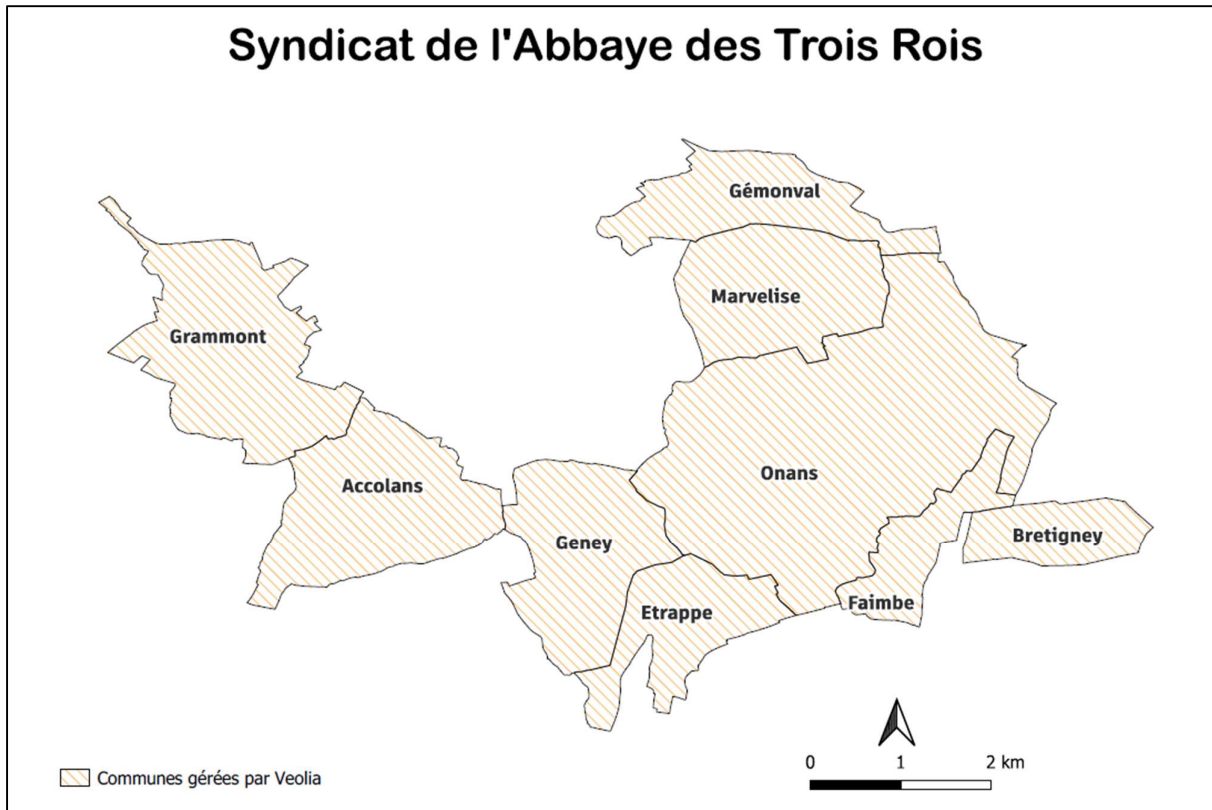 Syndicat de l'Abbaye des Trois Rois
Gémonval
Marvelise
Grammont
Accolans
Onans
Geney
Bretigney
Etrappe
Faimbe
0 1 2 km
Communes gérées par Veolia